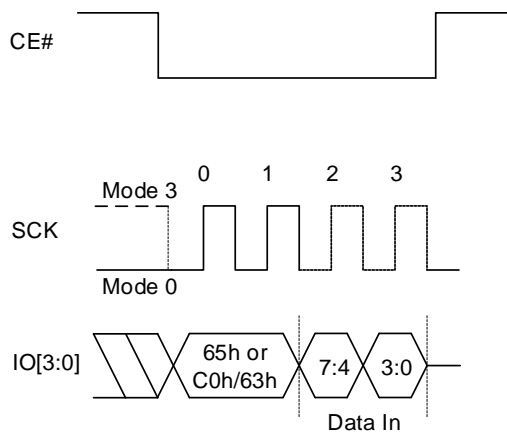 CE#
0 1 2 3
Mode 3
SCK
Mode 0
IO[3:0]
65h or
C0h/63h
7:4
3:0
Data In